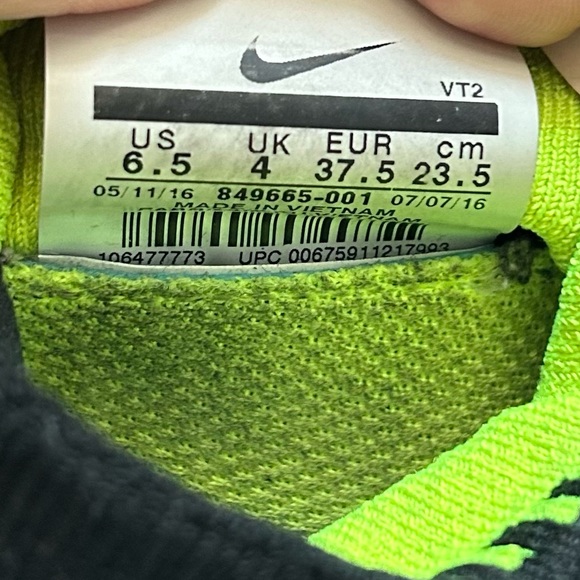 VT2
US UK EUR cm
6.5 4 37.5 23.5
05/11/16 849665-001 07/07/16
MADE IN VIETNAM
106477773 UPC 00675911217993